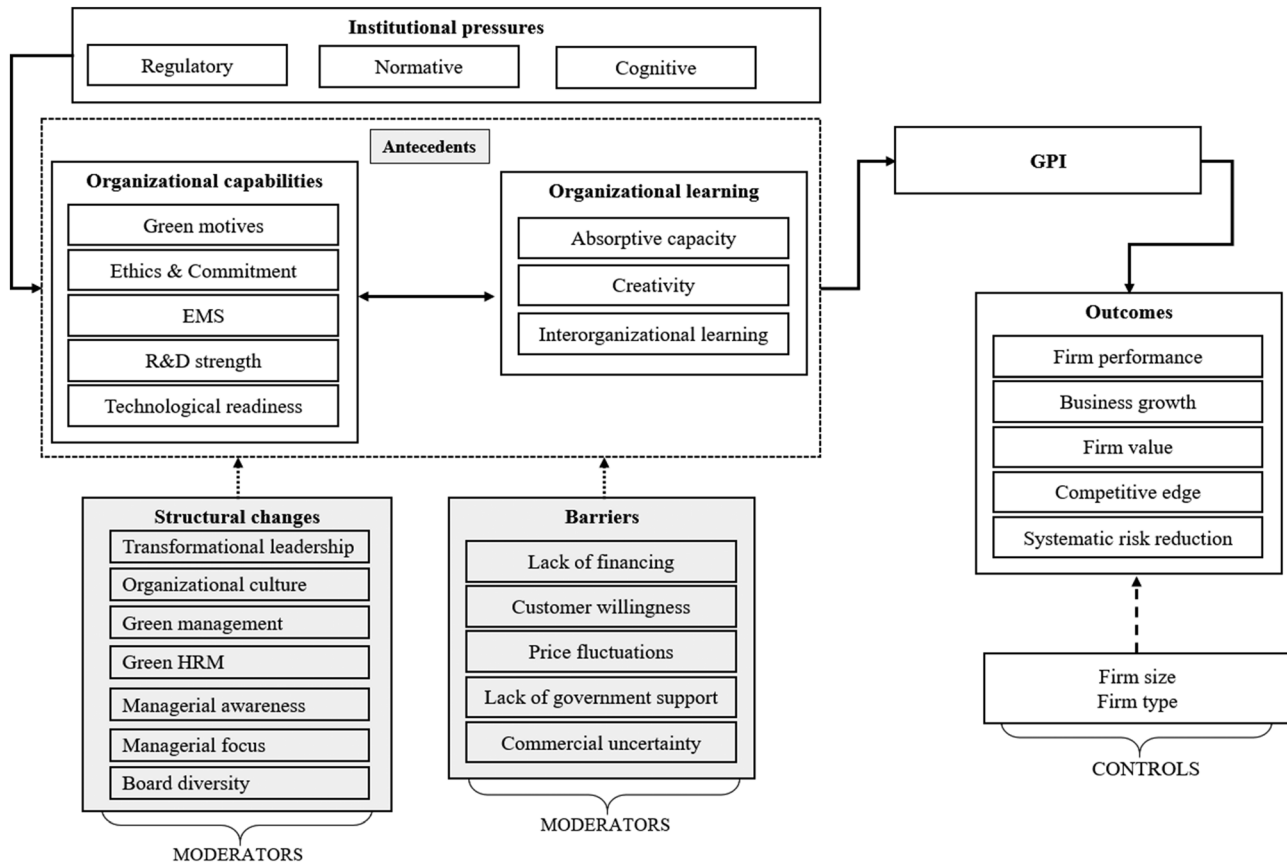 Institutional pressures
Regulatory
Normative
Cognitive
Antecedents
Organizational capabilities
Green motives
Ethics & Commitment
EMS
R&D strength
Technological readiness
Organizational learning
Absorptive capacity
Creativity
Interorganizational learning
GPI
Outcomes
Firm performance
Business growth
Firm value
Competitive edge
Systematic risk reduction
Structural changes
Transformational leadership
Organizational culture
Green management
Green HRM
Managerial awareness
Managerial focus
Board diversity
MODERATORS
Barriers
Lack of financing
Customer willingness
Price fluctuations
Lack of government support
Commercial uncertainty
MODERATORS
Firm size
Firm type
CONTROLS